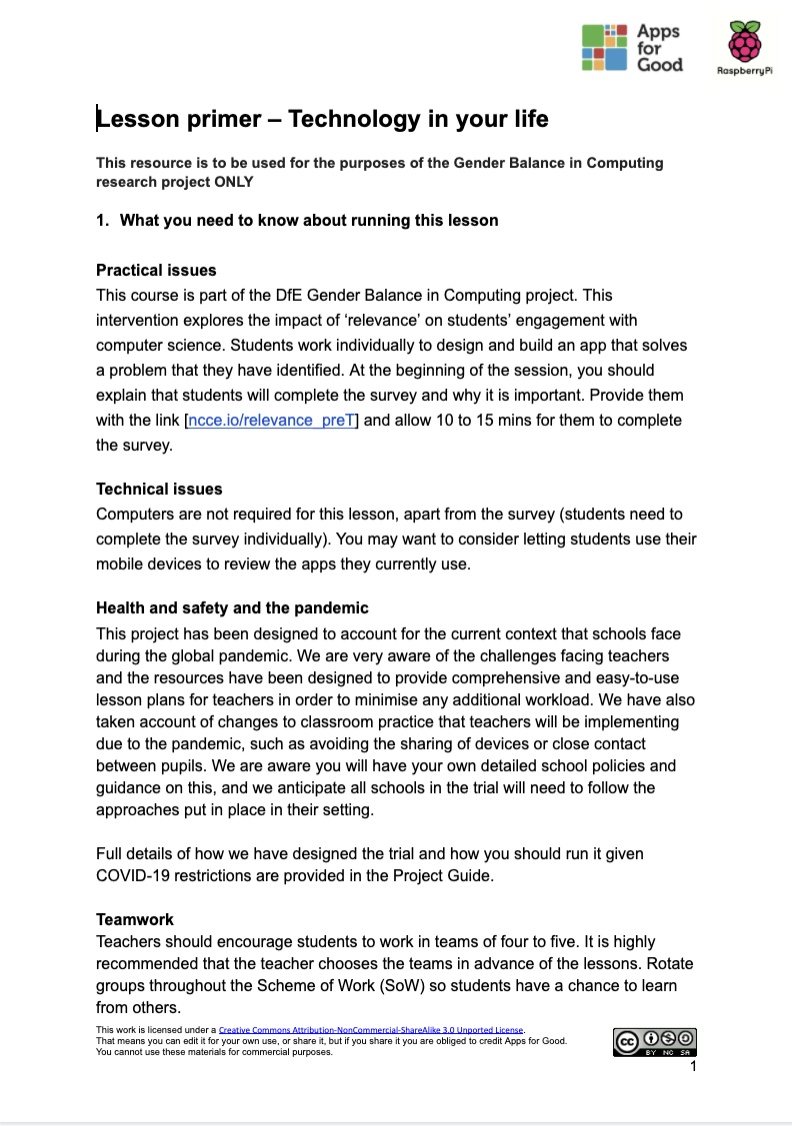 Apps
for
Good
RaspberryPi
Lesson primer – Technology in your life
This resource is to be used for the purposes of the Gender Balance in Computing
research project ONLY
1. What you need to know about running this lesson
Practical issues
This course is part of the DfE Gender Balance in Computing project. This
intervention explores the impact of ‘relevance’ on students’ engagement with
computer science. Students work individually to design and build an app that solves
a problem that they have identified. At the beginning of the session, you should
explain that students will complete the survey and why it is important. Provide them
with the link [ncce.io/relevance_preT] and allow 10 to 15 mins for them to complete
the survey.
Technical issues
Computers are not required for this lesson, apart from the survey (students need to
complete the survey individually). You may want to consider letting students use their
mobile devices to review the apps they currently use.
Health and safety and the pandemic
This project has been designed to account for the current context that schools face
during the global pandemic. We are very aware of the challenges facing teachers
and the resources have been designed to provide comprehensive and easy-to-use
lesson plans for teachers in order to minimise any additional workload. We have also
taken account of changes to classroom practice that teachers will be implementing
due to the pandemic, such as avoiding the sharing of devices or close contact
between pupils. We are aware you will have your own detailed school policies and
guidance on this, and we anticipate all schools in the trial will need to follow the
approaches put in place in their setting.
Full details of how we have designed the trial and how you should run it given
COVID-19 restrictions are provided in the Project Guide.
Teamwork
Teachers should encourage students to work in teams of four to five. It is highly
recommended that the teacher chooses the teams in advance of the lessons. Rotate
groups throughout the Scheme of Work (SoW) so students have a chance to learn
from others.
This work is licensed under a Creative Commons Attribution-NonCommercial-ShareAlike 3.0 Unported License.
That means you can edit it for your own use, or share it, but if you share it you are obliged to credit Apps for Good.
You cannot use these materials for commercial purposes.
cc
BY NC SA
1